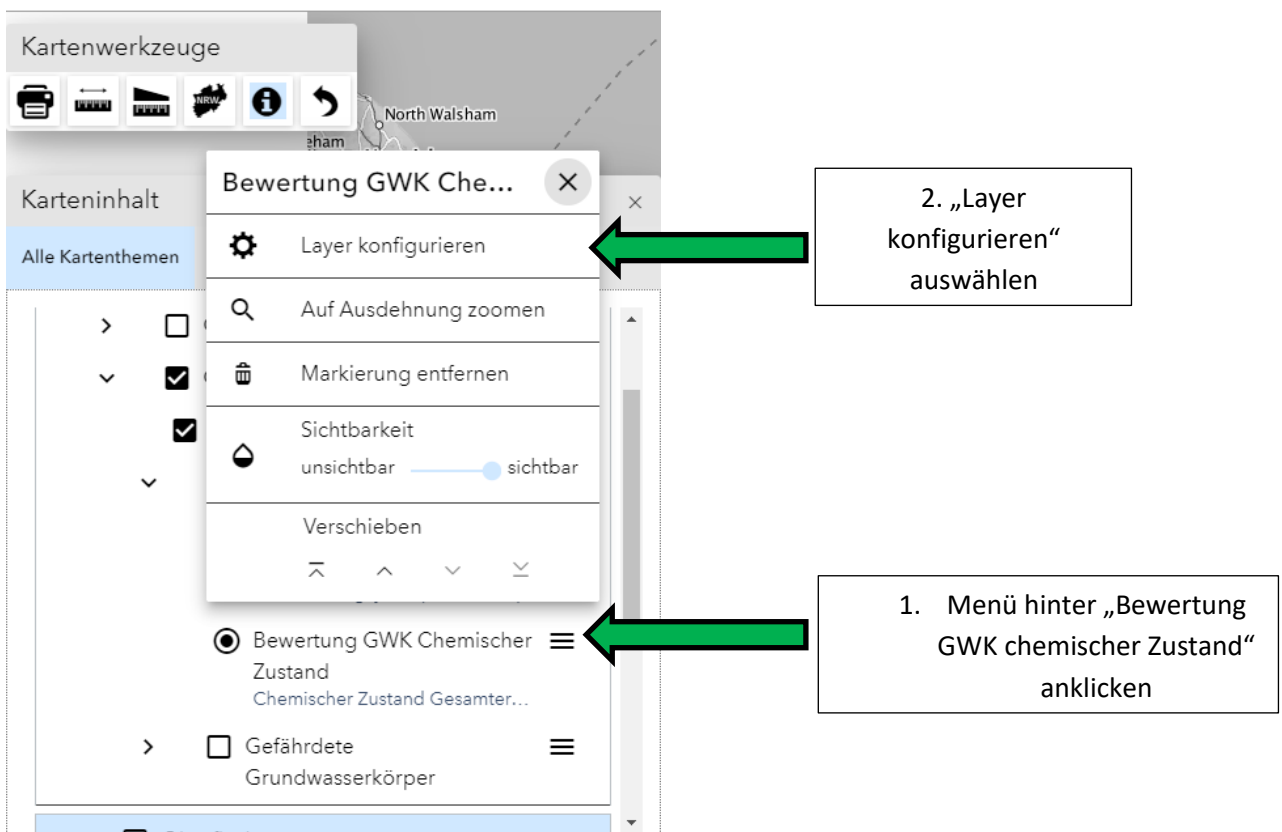 Kartenwerkzeuge
NRW
North Walsham
Bewertung GWK Che...
Karteninhalt
Alle Kartenthemen
Layer konfigurieren
Auf Ausdehnung zoomen
Markierung entfernen
Sichtbarkeit
unsichtbar sichtbar
Verschieben
Bewertung GWK Chemischer
Zustand
Chemischer Zustand Gesamter...
Gefährdete
Grundwasserkörper
2. „Layer
konfigurieren“
auswählen
1. Menü hinter „Bewertung
GWK chemischer Zustand“
anklicken